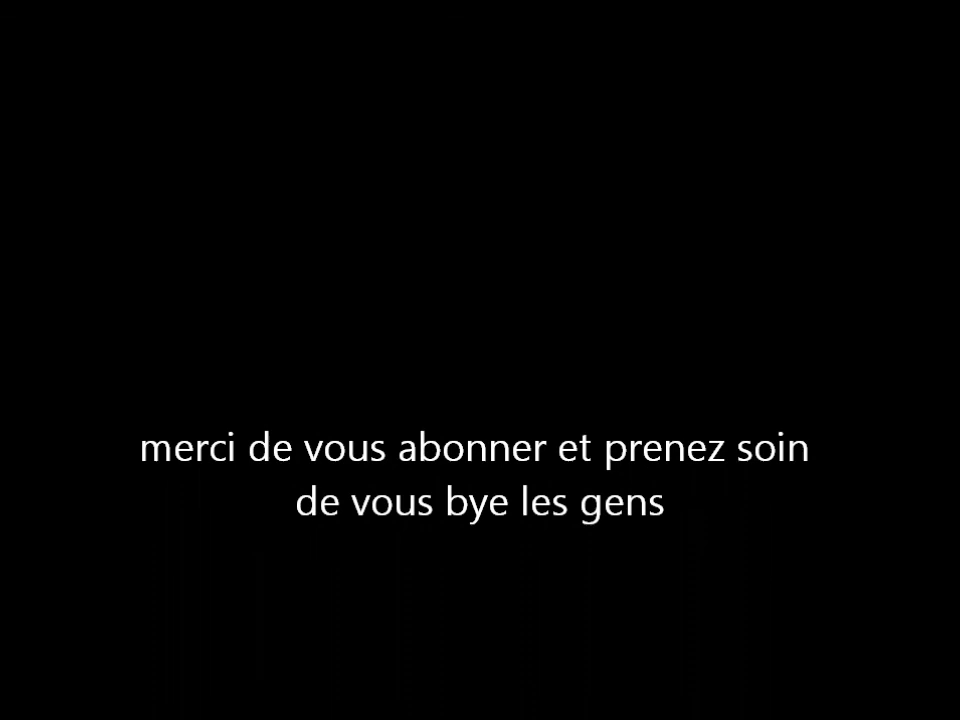 merci de vous abonner et prenez soin
de vous bye les gens